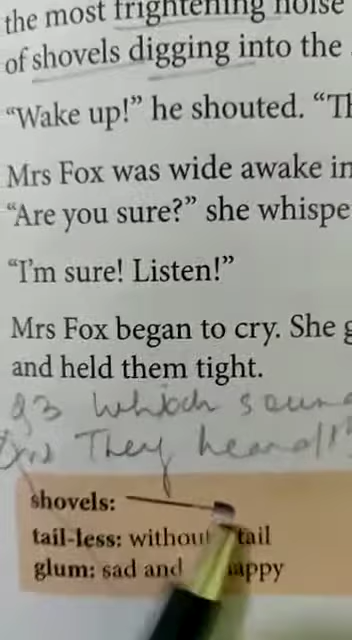 the most frightening noise
of shovels digging into the
“Wake up!” he shouted. “Th
Mrs Fox was wide awake in
“Are you sure?” she whispe
“I'm sure! Listen!”
Mrs Fox began to cry. She g
and held them tight.
Q3 Which soun
They heard
shovels:
tail-less: without tail
glum: sad and appy